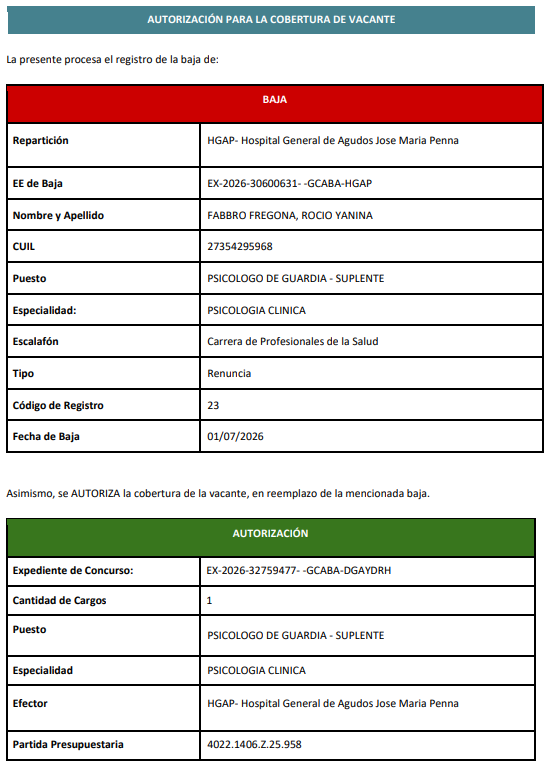 AUTORIZACIÓN PARA LA COBERTURA DE VACANTE
La presente procesa el registro de la baja de:
BAJA
Repartición HGAP- Hospital General de Agudos Jose Maria Penna
EE de Baja EX-2026-30600631- -GCABA-HGAP
Nombre y Apellido FABBRO FREGONA, ROCIO YANINA
CUIL 27354295968
Puesto PSICOLOGO DE GUARDIA - SUPLENTE
Especialidad: PSICOLOGIA CLINICA
Escalafón Carrera de Profesionales de la Salud
Tipo Renuncia
Código de Registro 23
Fecha de Baja 01/07/2026
Asimismo, se AUTORIZA la cobertura de la vacante, en reemplazo de la mencionada baja.
AUTORIZACIÓN
Expediente de Concurso: EX-2026-32759477- -GCABA-DGAYDRH
Cantidad de Cargos 1
Puesto PSICOLOGO DE GUARDIA - SUPLENTE
Especialidad PSICOLOGIA CLINICA
Efector HGAP- Hospital General de Agudos Jose Maria Penna
Partida Presupuestaria 4022.1406.Z.25.958